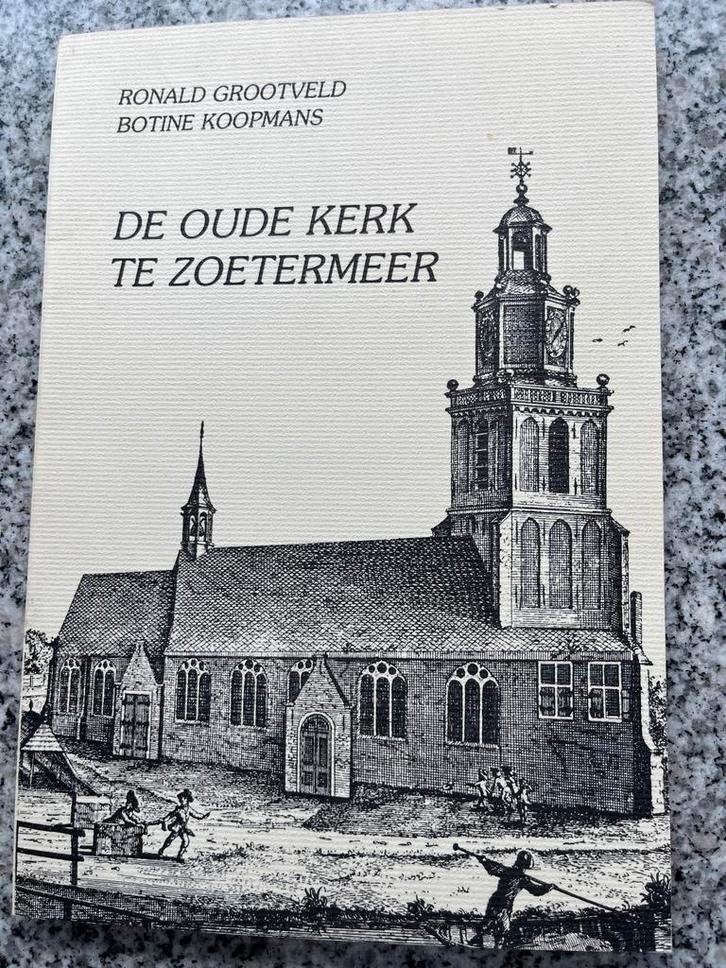 RONALD GROOTVELD
BOTINE KOOPMANS
DE OUDE KERK
TE ZOETERMEER